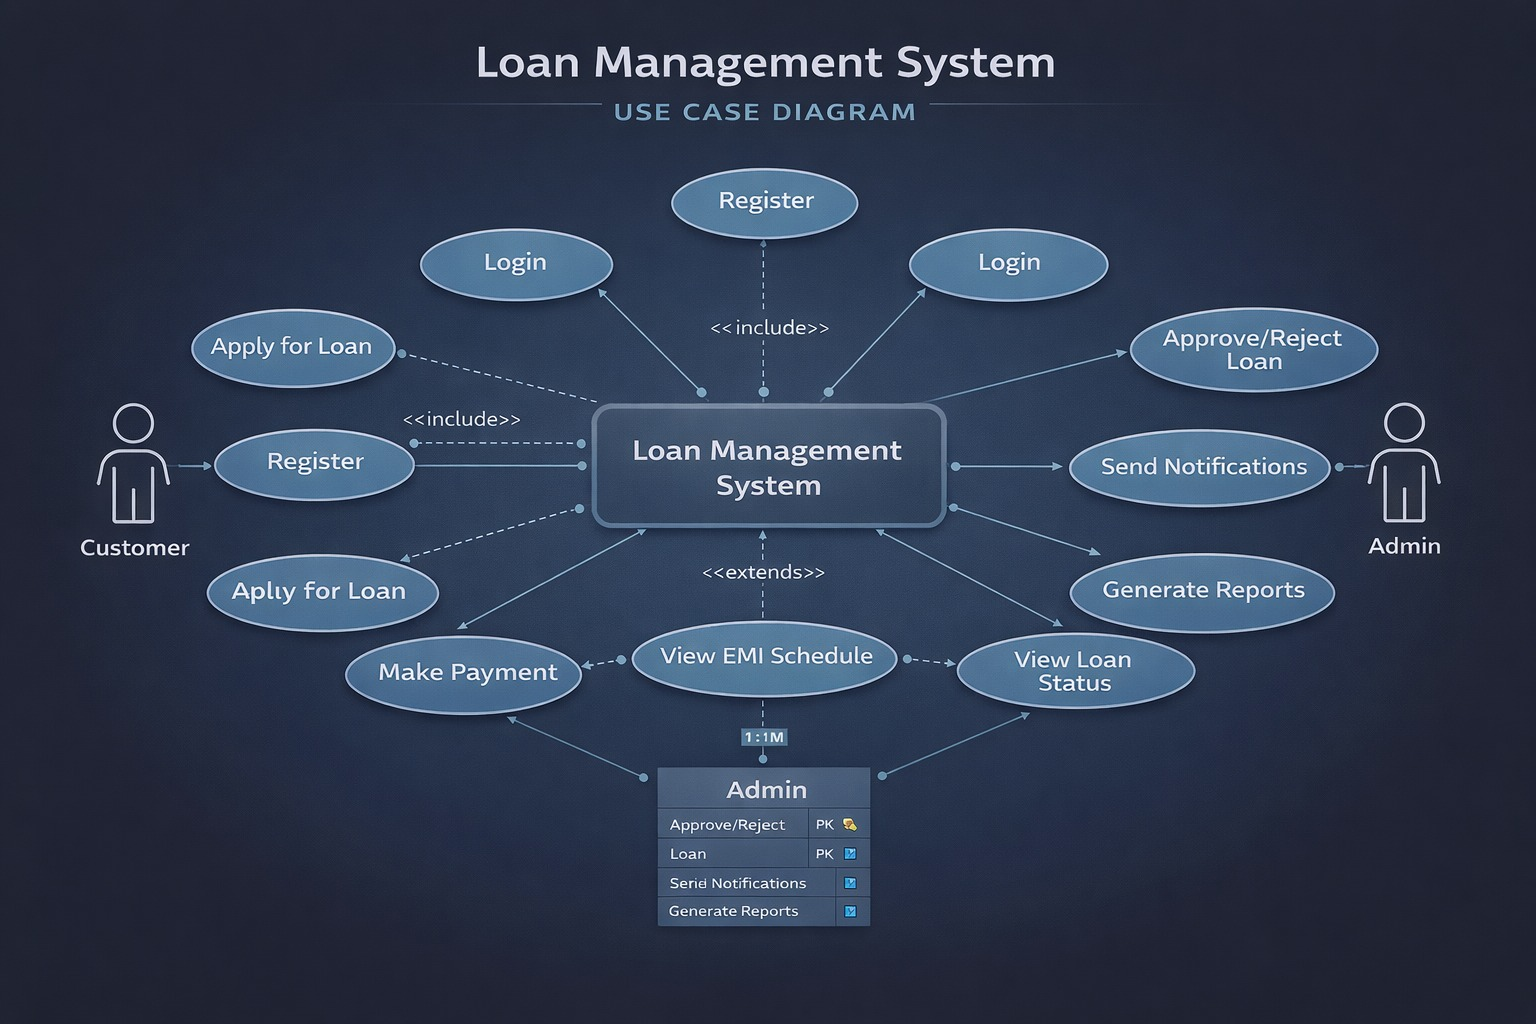 Loan Management System
USE CASE DIAGRAM
Register
Login
Login
<<include>>
Apply for Loan
Approve/Reject
Loan
<<include>>
Register
Loan Management
System
Send Notifications
Customer
Admin
<<extends>>
Aplly for Loan
Generate Reports
Make Payment
View EMI Schedule
View Loan
Status
1:1M
Admin
Approve/Reject PK
Loan PK
Send Notifications
Generate Reports